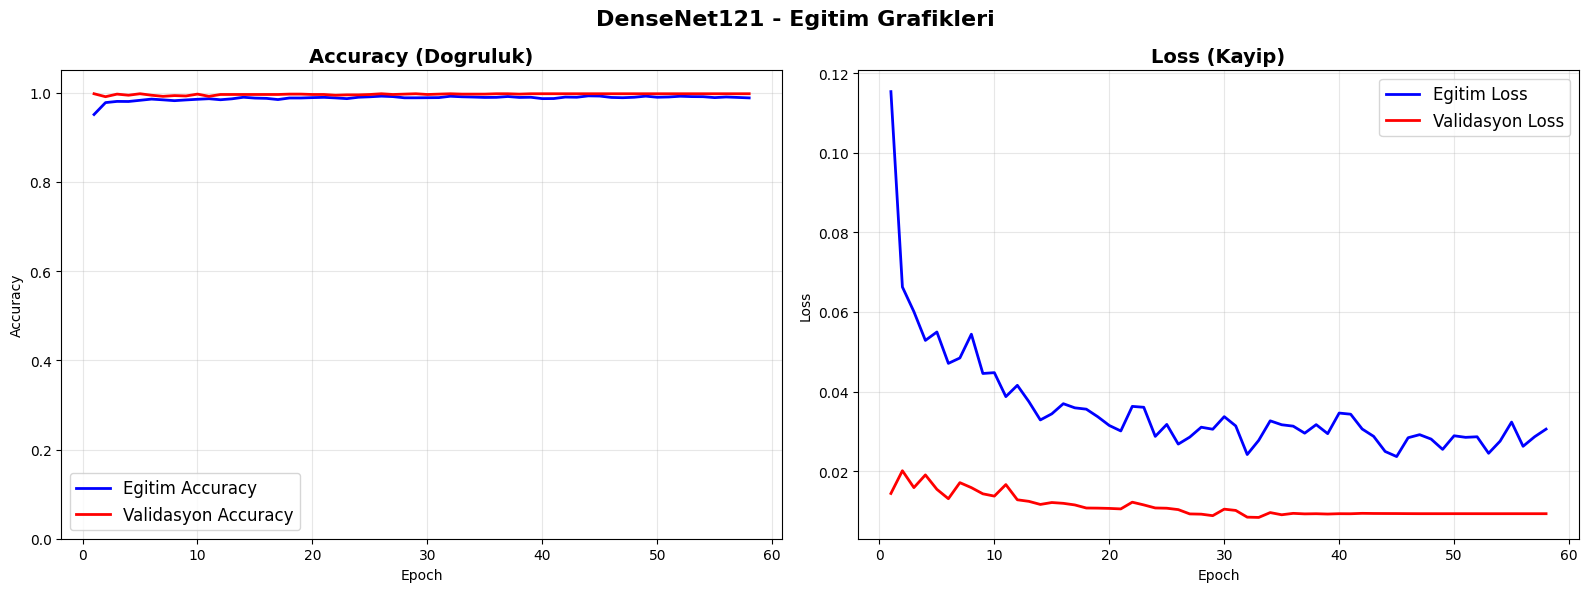 DenseNet121 - Egitim Grafikleri
Accuracy (Dogruluk)
1.0
0.8
0.6
0.4
0.2
0.0
Accuracy
Egitim Accuracy
Validasyon Accuracy
0 10 20 30 40 50 60
Epoch
Loss (Kayip)
0.12
0.10
0.08
0.06
0.04
0.02
Loss
Egitim Loss
Validasyon Loss
0 10 20 30 40 50 60
Epoch